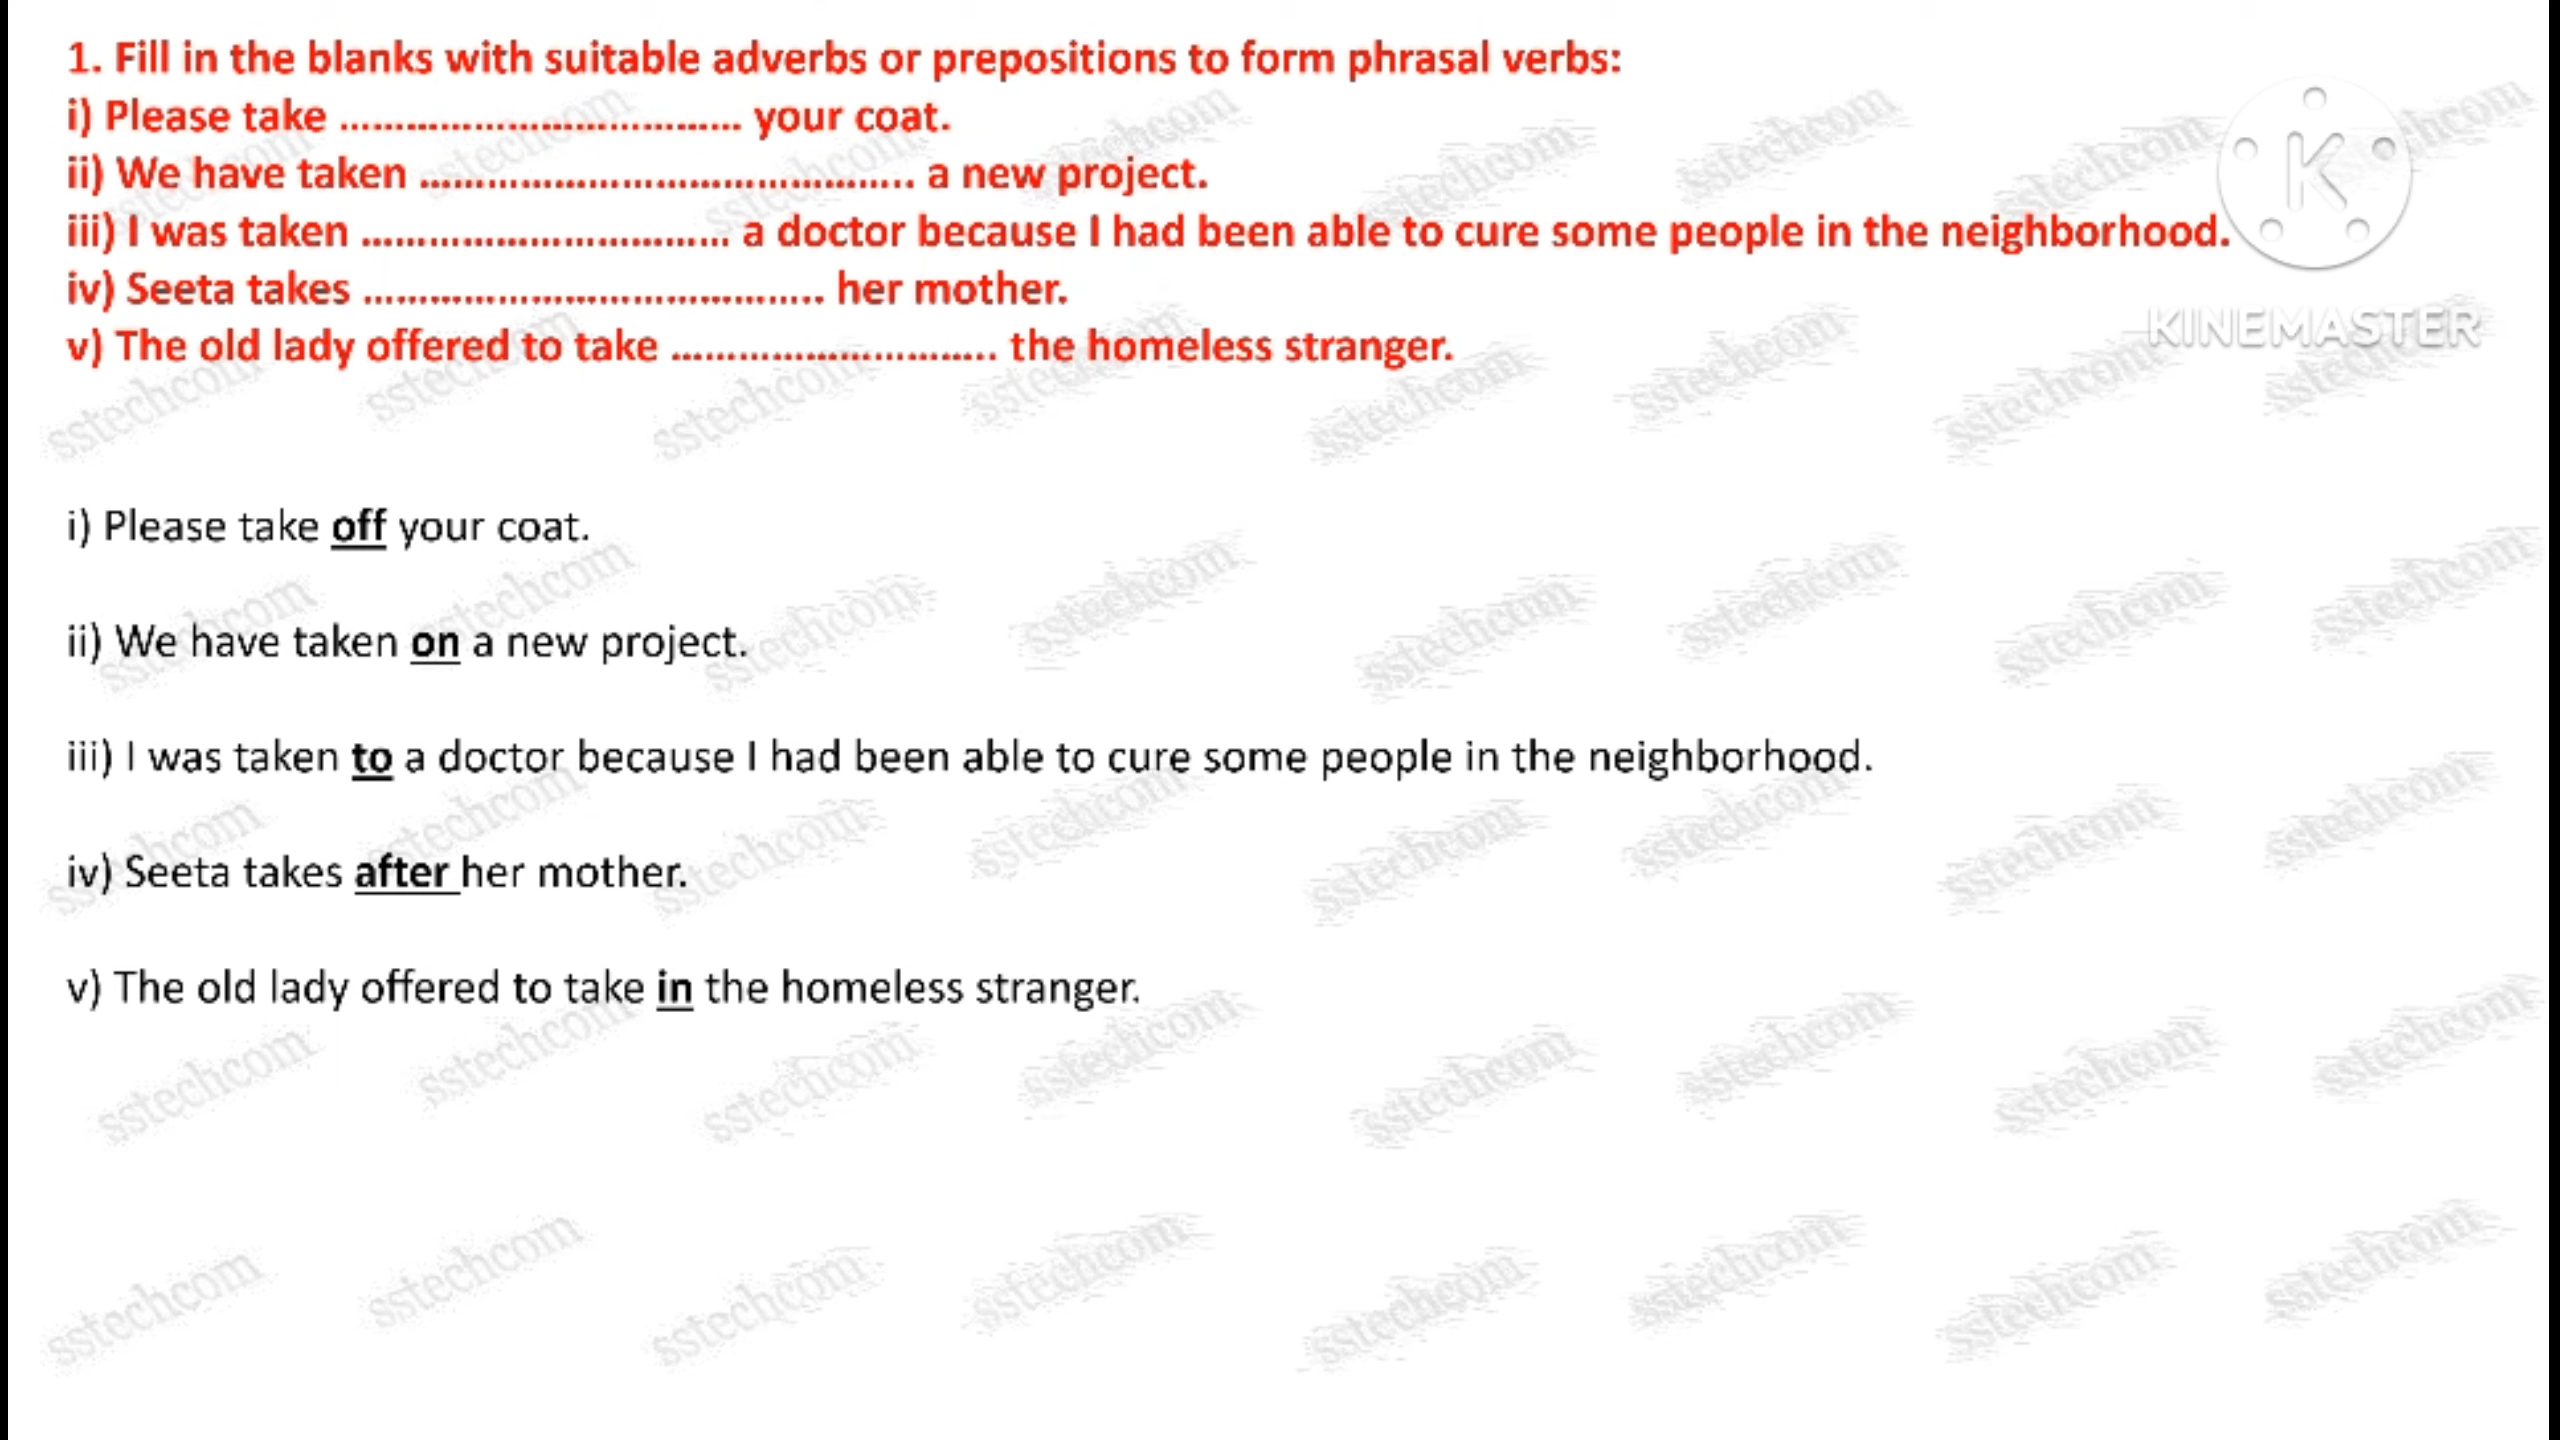 1. Fill in the blanks with suitable adverbs or prepositions to form phrasal verbs:
i) Please take ........................................ your coat.
ii) We have taken ................................................. a new project.
iii) I was taken ..................................... a doctor because I had been able to cure some people in the neighborhood.
iv) Seeta takes .............................................. her mother.
v) The old lady offered to take ................................ the homeless stranger.
KINEMASTER
i) Please take off your coat.
ii) We have taken on a new project.
iii) I was taken to a doctor because I had been able to cure some people in the neighborhood.
iv) Seeta takes after her mother.
v) The old lady offered to take in the homeless stranger.
sstechcom